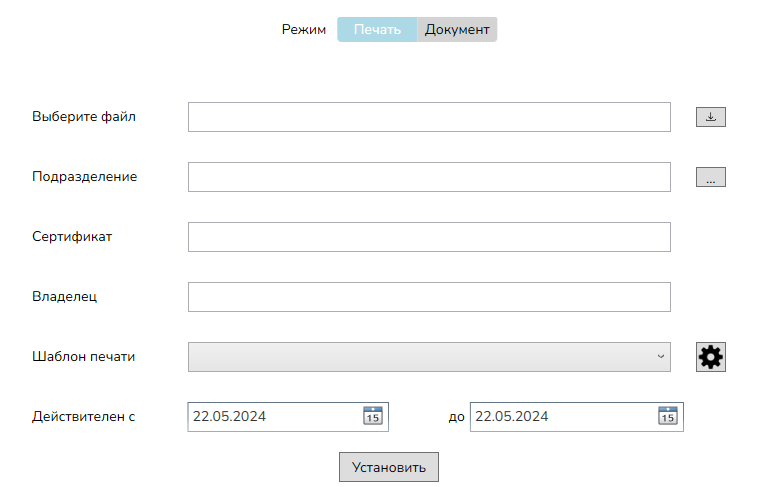 Режим Печать Документ
Выберите файл
Подразделение ...
Сертификат
Владелец
Шаблон печати
Действителен с 22.05.2024 15 до 22.05.2024 15
Установить